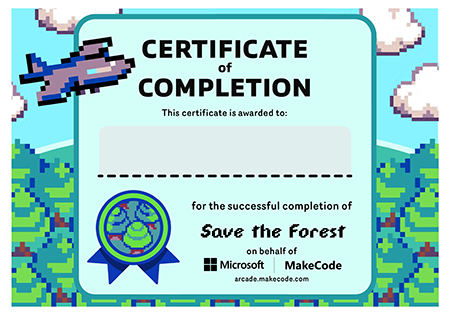 CERTIFICATE
of
COMPLETION
This certificate is awarded to:
for the successful completion of
Save the Forest
on behalf of
Microsoft | MakeCode
arcade.makecode.com